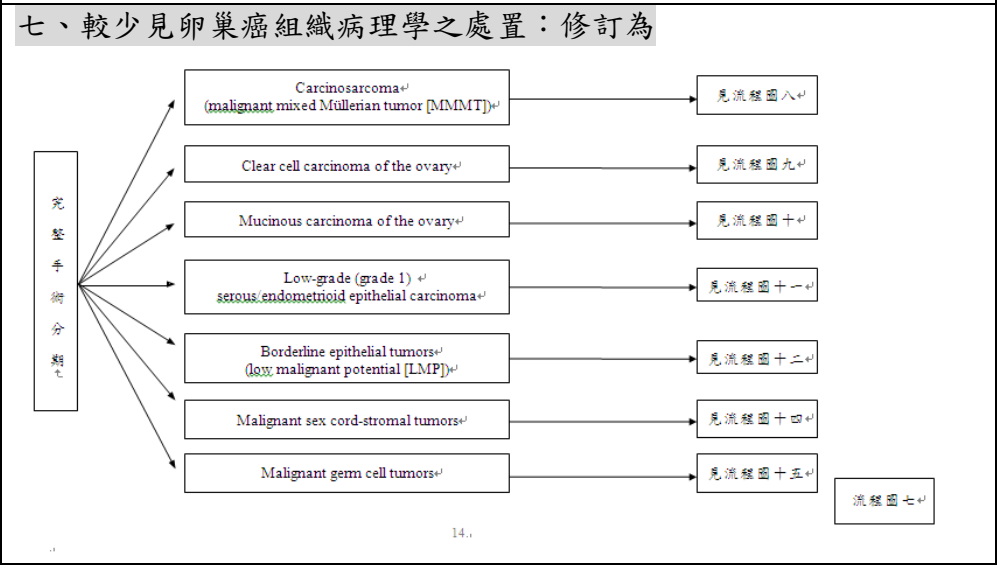 七、較少見卵巢癌組織病理學之處置：修訂為
完整手術分期
Carcinosarcoma
(malignant mixed Müllerian tumor [MMMT])
見流程圖八
Clear cell carcinoma of the ovary
見流程圖九
Mucinous carcinoma of the ovary
見流程圖十
Low-grade (grade 1)
serous/endometrioid epithelial carcinoma
見流程圖十一
Borderline epithelial tumors
(low malignant potential [LMP])
見流程圖十二
Malignant sex cord-stromal tumors
見流程圖十四
Malignant germ cell tumors
見流程圖十五
流程圖七
14.